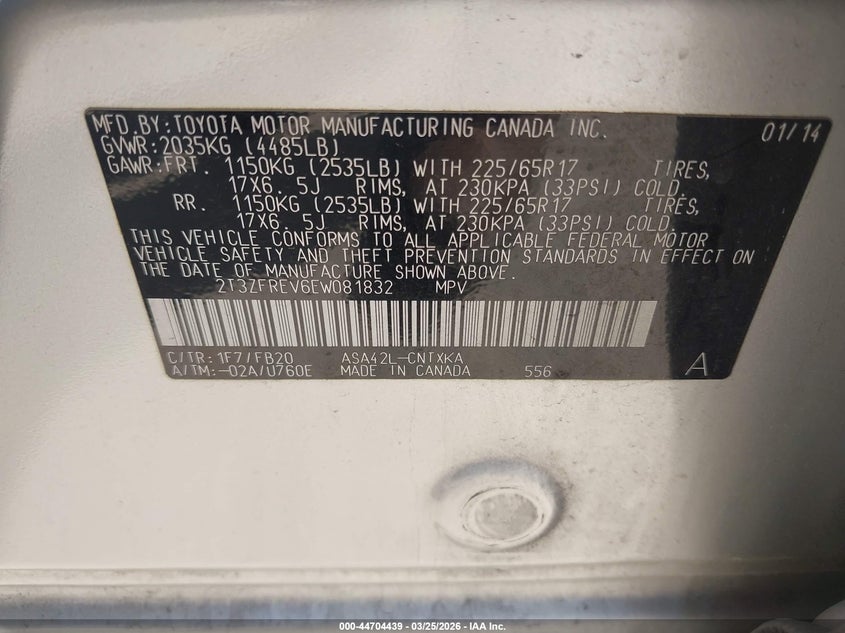 MFD.BY:TOYOTA MOTOR MANUFACTURING CANADA INC. 01/14
GVWR:2035KG (4485LB)
GAWR:FRT. 1150KG (2535LB) WITH 225/65R17 TIRES,
17X6.5J RIMS, AT 230KPA (33PSI) COLD.
RR. 1150KG (2535LB) WITH 225/65R17 TIRES,
17X6.5J RIMS, AT 230KPA (33PSI) COLD.
THIS VEHICLE CONFORMS TO ALL APPLICABLE FEDERAL MOTOR
VEHICLE SAFETY AND THEFT PREVENTION STANDARDS IN EFFECT ON
THE DATE OF MANUFACTURE SHOWN ABOVE.
2T3ZFREV6EW081832 MPV
C/TR:1F7/FB20 ASA42L-CNTXKA
A/TM:-02A/U760E MADE IN CANADA 556 A
000-44704439 - 03/25/2026 - IAA Inc.